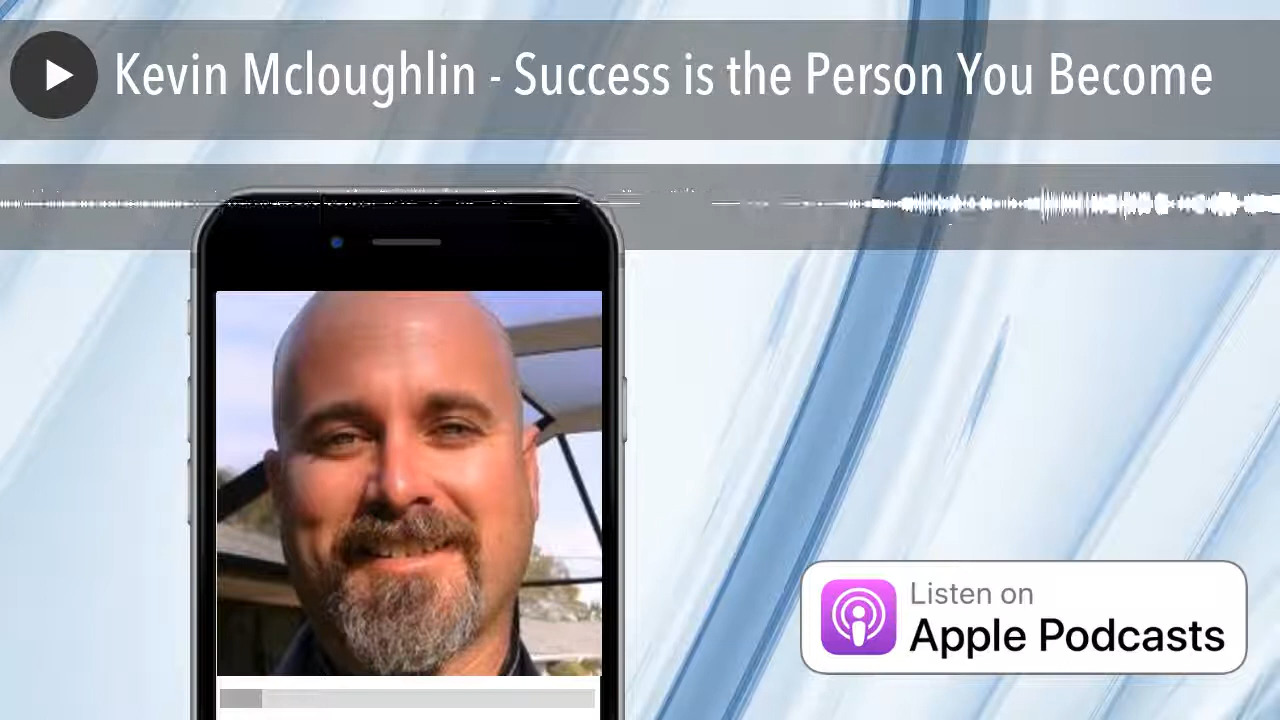 Kevin Mcloughlin - Success is the Person You Become
Listen on
Apple Podcasts